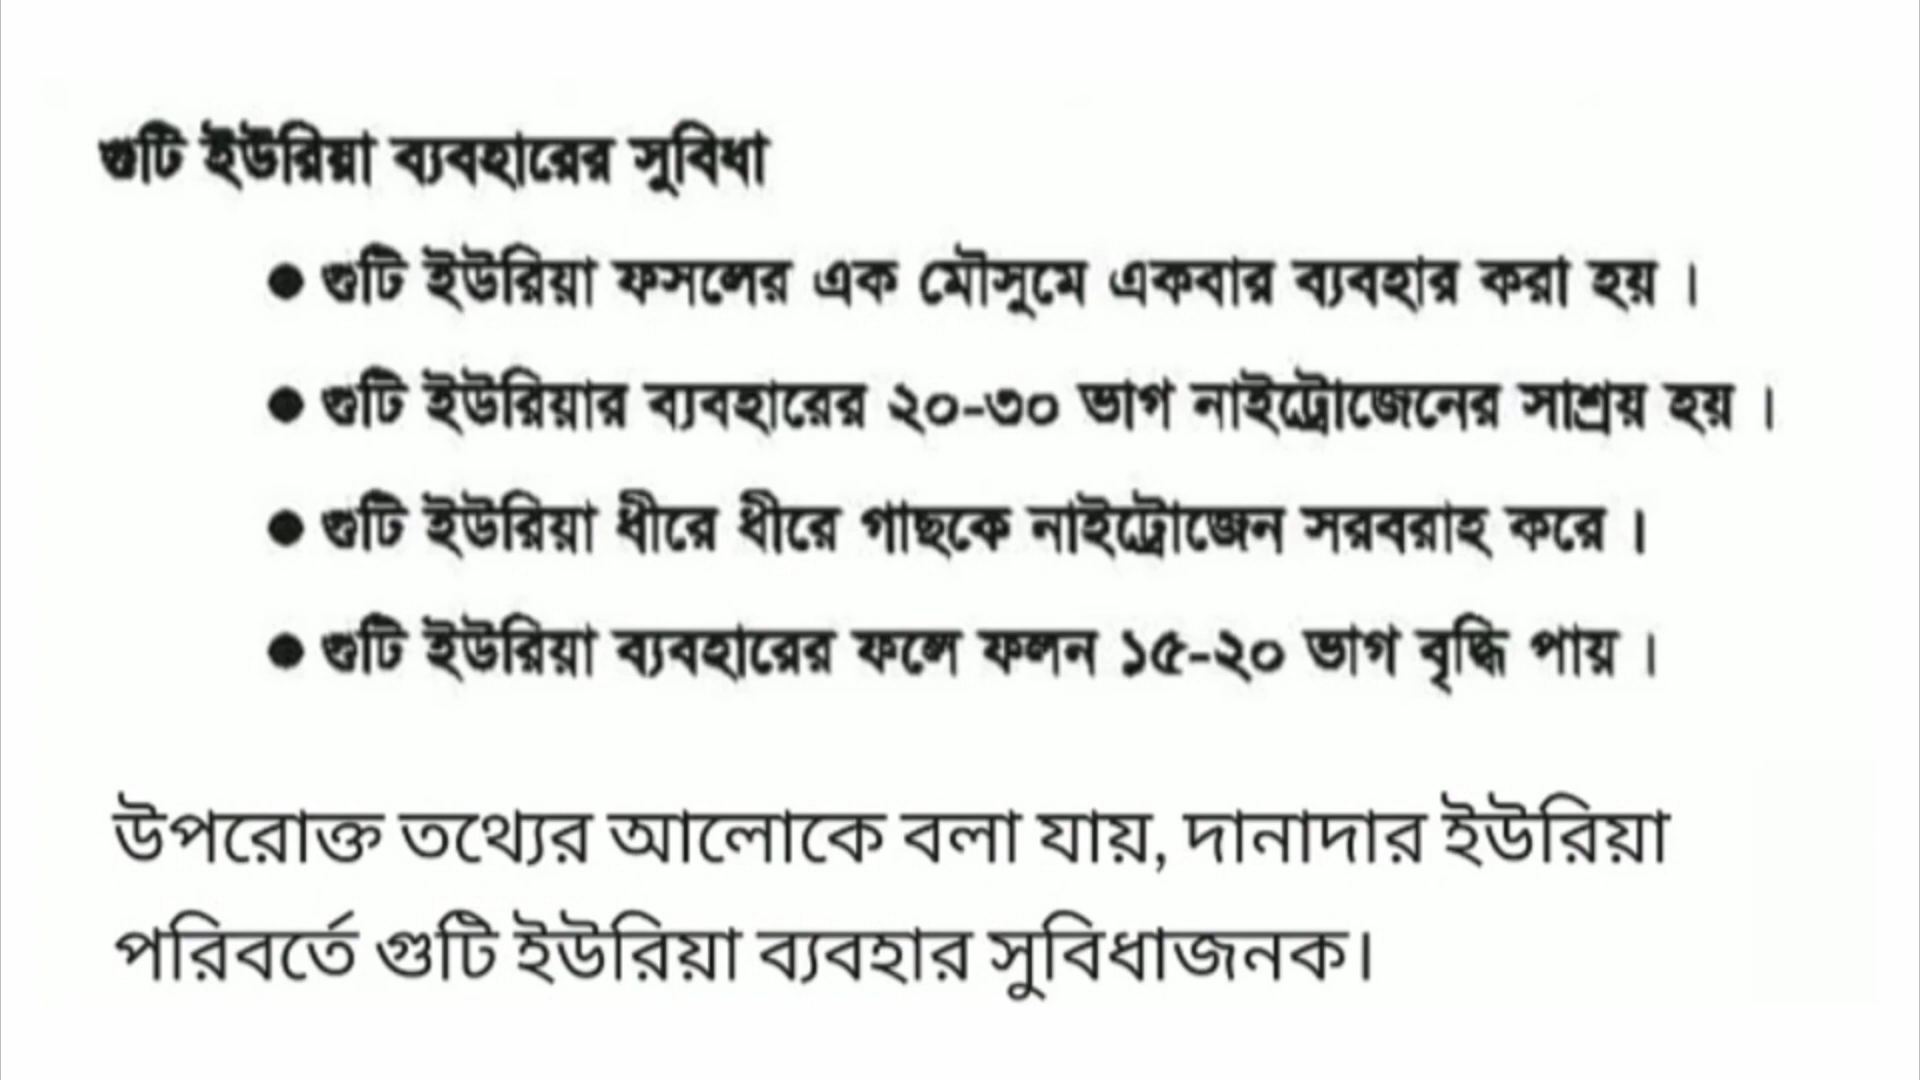 গুটি ইউরিয়া ব্যবহারের সুবিধা
● গুটি ইউরিয়া ফসলের এক মৌসুমে একবার ব্যবহার করা হয় ।
● গুটি ইউরিয়ার ব্যবহারের ২০-৩০ ভাগ নাইট্রোজেনের সাশ্রয় হয় ।
● গুটি ইউরিয়া ধীরে ধীরে গাছকে নাইট্রোজেন সরবরাহ করে ।
● গুটি ইউরিয়া ব্যবহারের ফলে ফলন ১৫-২০ ভাগ বৃদ্ধি পায় ।
উপরোক্ত তথ্যের আলোকে বলা যায়, দানাদার ইউরিয়া
পরিবর্তে গুটি ইউরিয়া ব্যবহার সুবিধাজনক।